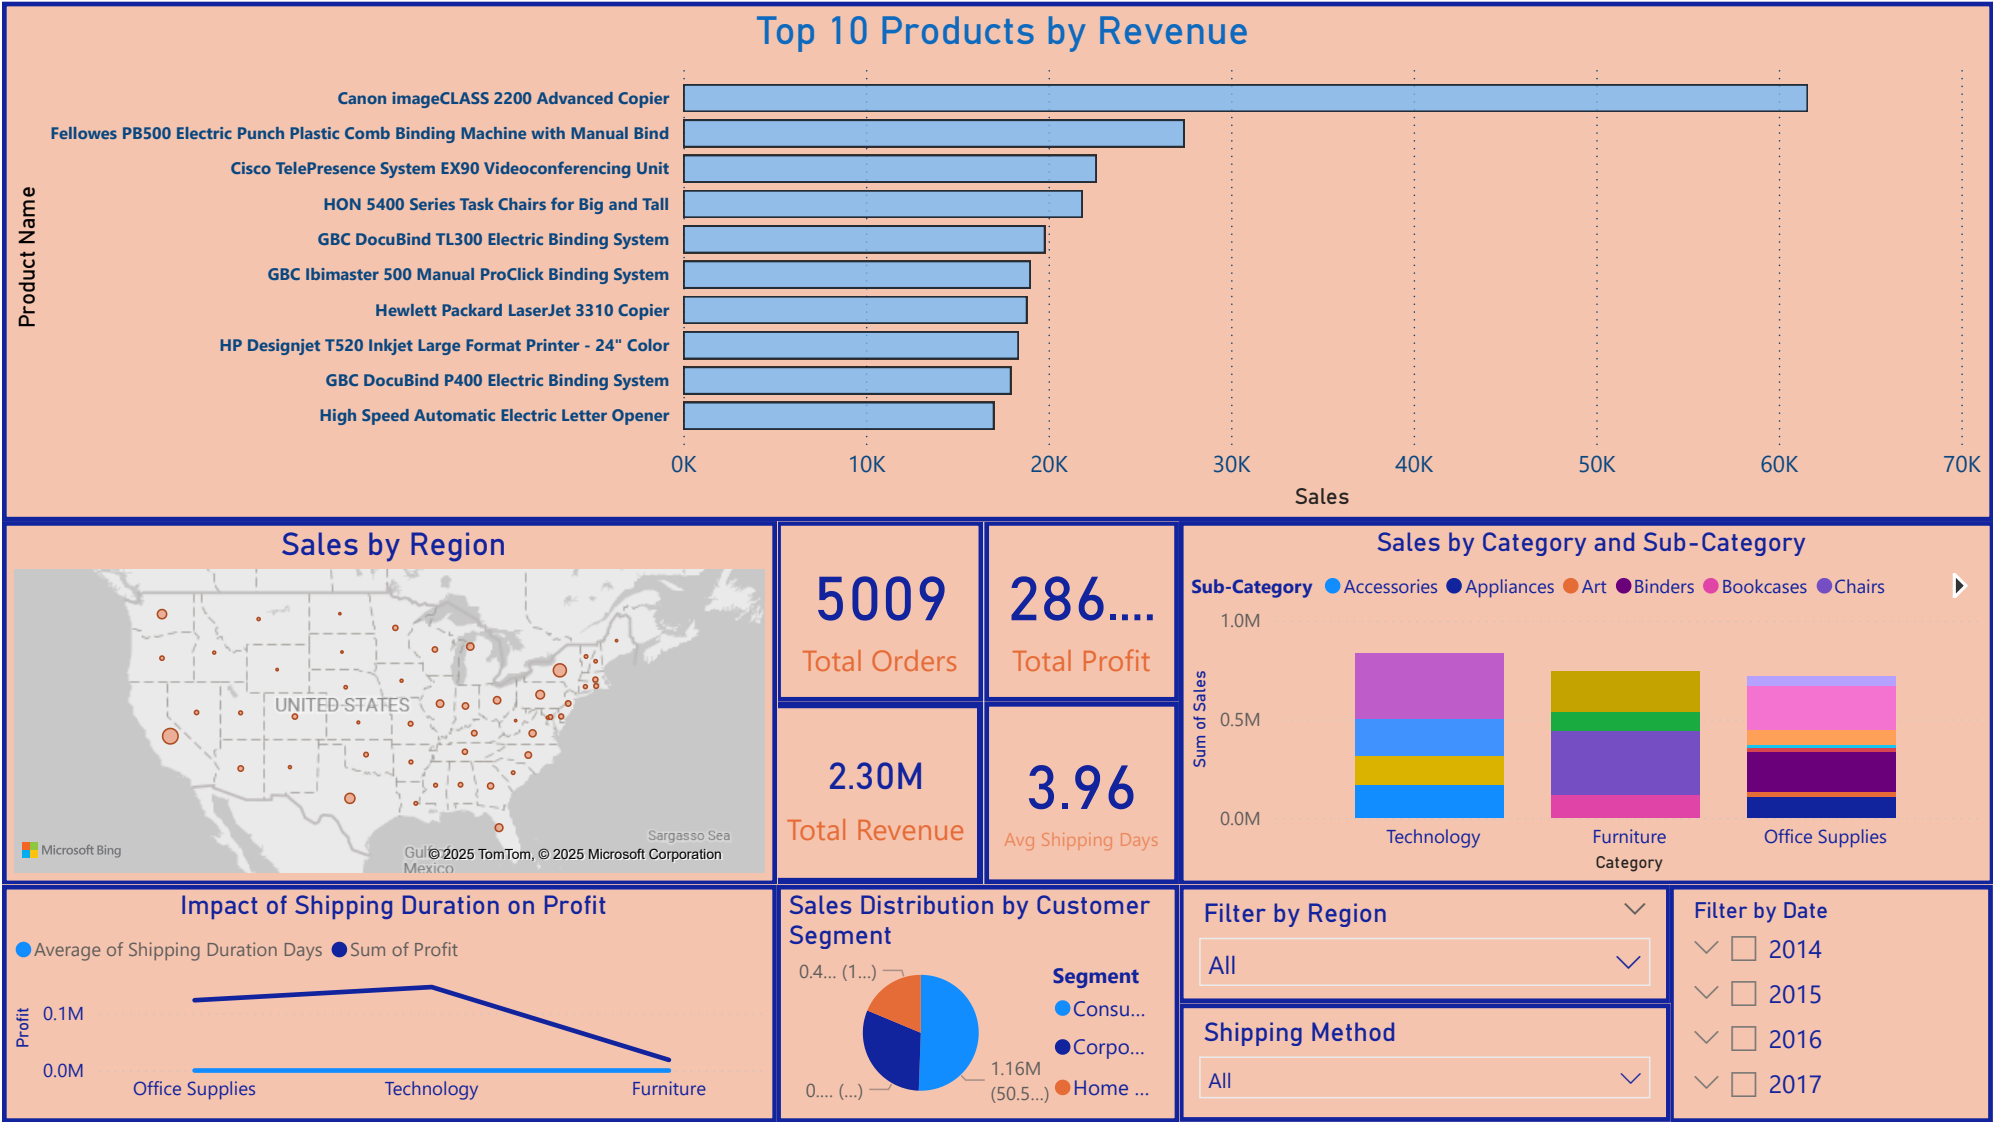 Top 10 Products by Revenue
Product Name
Canon imageCLASS 2200 Advanced Copier
Fellowes PB500 Electric Punch Plastic Comb Binding Machine with Manual Bind
Cisco TelePresence System EX90 Videoconferencing Unit
HON 5400 Series Task Chairs for Big and Tall
GBC DocuBind TL300 Electric Binding System
GBC Ibimaster 500 Manual ProClick Binding System
Hewlett Packard LaserJet 3310 Copier
HP Designjet T520 Inkjet Large Format Printer - 24" Color
GBC DocuBind P400 Electric Binding System
High Speed Automatic Electric Letter Opener
0K 10K 20K 30K 40K 50K 60K 70K
Sales
Sales by Region
UNITED STATES
Sargasso Sea
Microsoft Bing
© 2025 TomTom, © 2025 Microsoft Corporation
Mexico
5009
Total Orders
286....
Total Profit
2.30M
Total Revenue
3.96
Avg Shipping Days
Sales by Category and Sub-Category
Sub-Category Accessories Appliances Art Binders Bookcases Chairs
Sum of Sales
1.0M
0.5M
0.0M
Technology Furniture Office Supplies
Category
Impact of Shipping Duration on Profit
Average of Shipping Duration Days Sum of Profit
Profit
0.1M
0.0M
Office Supplies Technology Furniture
Sales Distribution by Customer
Segment
0.4... (1...)
0.... (...)
1.16M
(50.5...)
Segment
Consu...
Corpo...
Home ...
Filter by Region
All
Shipping Method
All
Filter by Date
2014
2015
2016
2017